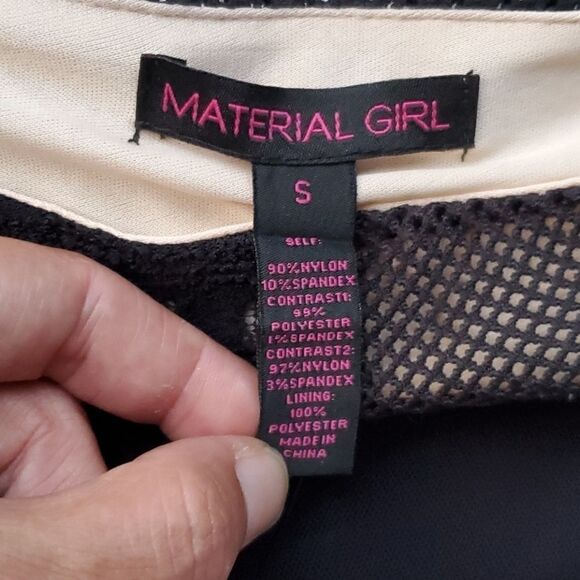 MATERIAL GIRL
S
SELF:
90%NYLON
10%SPANDEX
CONTRAST1:
99%
POLYESTER
1%SPANDEX
CONTRAST2:
97%NYLON
3%SPANDEX
LINING:
100%
POLYESTER
MADE IN
CHINA